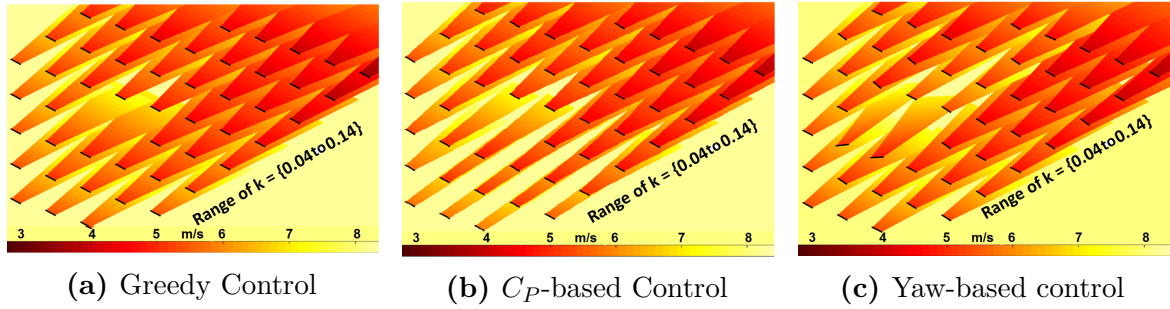 Range of k = {0.04to0.14}
3 4 5 m/s 6 7 8
(a) Greedy Control
Range of k = {0.04to0.14}
3 4 5 m/s 6 7 8
(b) C_P-based Control
Range of k = {0.04to0.14}
3 4 5 m/s 6 7 8
(c) Yaw-based control